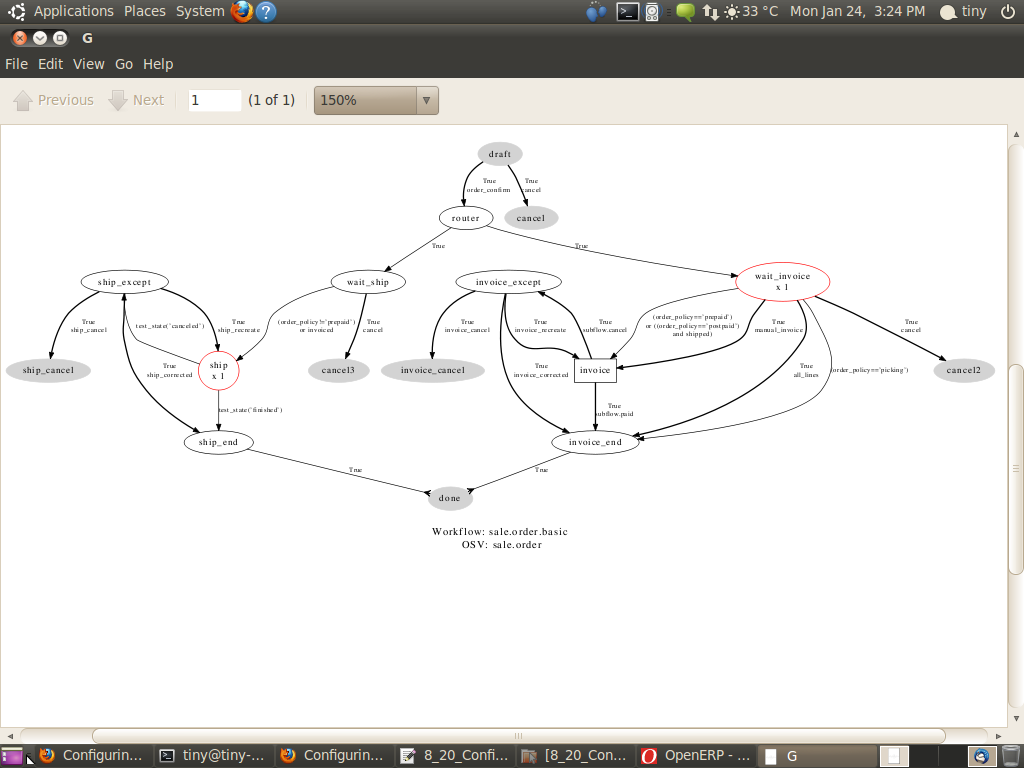 Applications Places System 33 °C Mon Jan 24, 3:24 PM tiny
G
File Edit View Go Help
Previous Next 1 (1 of 1) 150%
draft
True
order_confirm
True
cancel
router
cancel
True
True
ship_except
wait_ship
invoice_except
wait_invoice
x 1
True
ship_cancel
test_state('canceled')
True
ship_recreate
(order_policy!='prepaid')
or invoiced
True
cancel
True
invoice_cancel
True
invoice_recreate
True
subflow.cancel
(order_policy=='prepaid')
or ((order_policy=='postpaid')
and shipped)
True
manual_invoice
True
cancel
ship_cancel
True
ship_corrected
ship
x 1
cancel3
invoice_cancel
True
invoice_corrected
invoice
True
all_lines
(order_policy=='picking')
cancel2
test_state('finished')
True
subflow.paid
ship_end
invoice_end
True
True
done
Workflow: sale.order.basic
OSV: sale.order
Configurin... tiny@tiny-... Configurin... 8_20_Confi... [8_20_Con... OpenERP - ... G